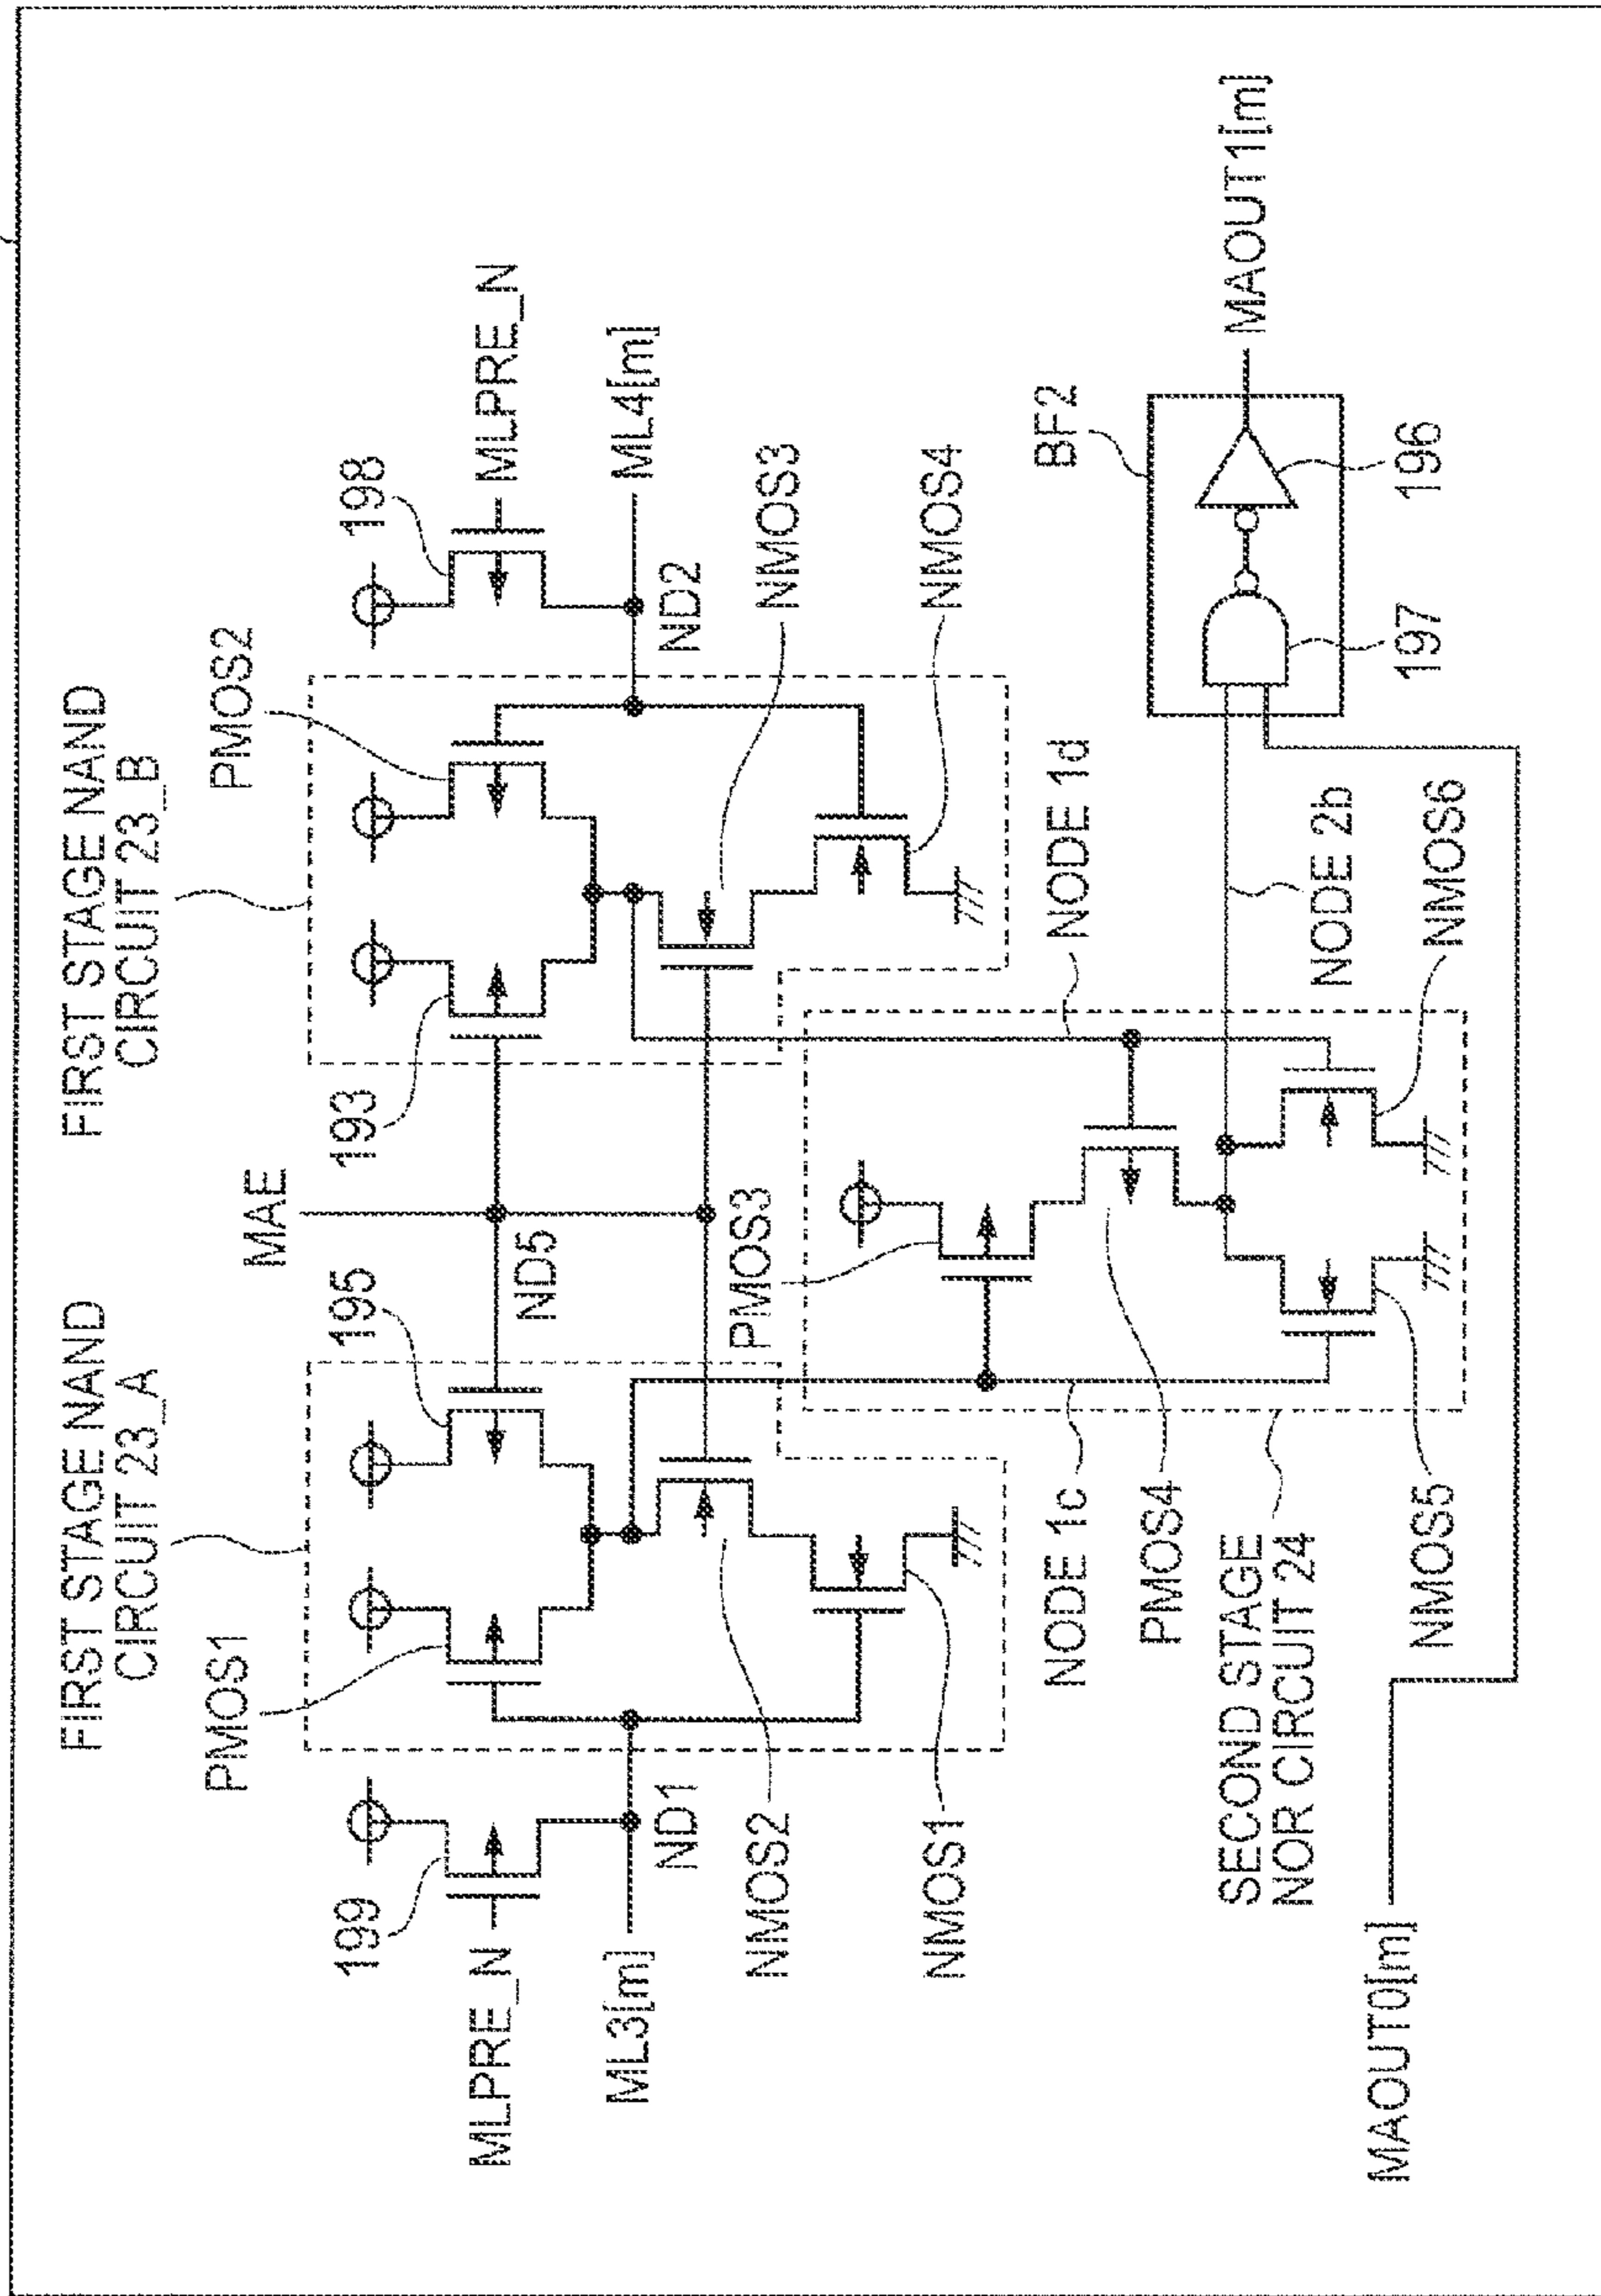 FIRST STAGE NAND
CIRCUIT 23_A
FIRST STAGE NAND
CIRCUIT 23_B
PMOS1
MAE
PMOS2
199
195
193
198
MLPRE_N
ND5
MLPRE_N
ML3[m]
ML4[m]
ND1
ND2
NMOS2
PMOS3
NMOS3
NMOS1
NMOS4
NODE 1c
NODE 1d
BF2
PMOS4
SECOND STAGE
NOR CIRCUIT 24
MAOUT1[m]
NODE 2b
NMOS5
NMOS6
197
196
MAOUT0[m]